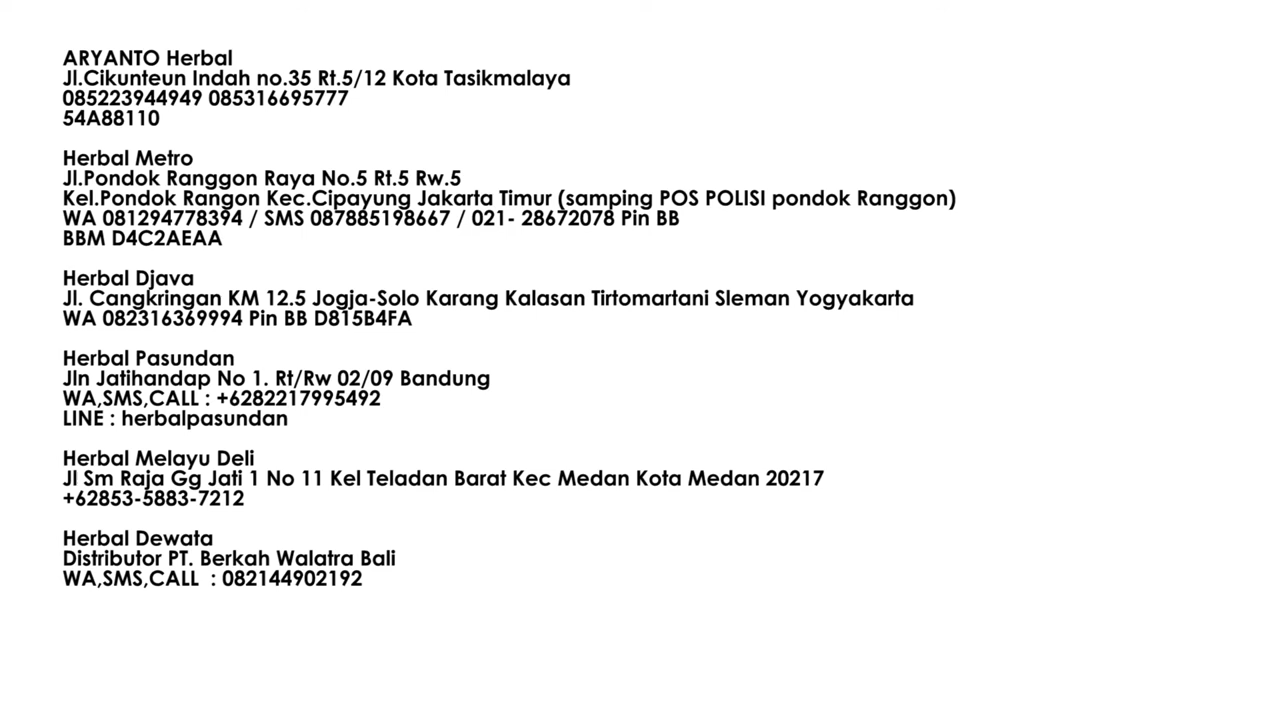 ARYANTO Herbal
Jl.Cikunteun Indah no.35 Rt.5/12 Kota Tasikmalaya
085223944949 085316695777
54A88110
Herbal Metro
Jl.Pondok Ranggon Raya No.5 Rt.5 Rw.5
Kel.Pondok Rangon Kec.Cipayung Jakarta Timur (samping POS POLISI pondok Ranggon)
WA 081294778394 / SMS 087885198667 / 021- 28672078 Pin BB
BBM D4C2AEAA
Herbal Djava
Jl. Cangkringan KM 12.5 Jogja-Solo Karang Kalasan Tirtomartani Sleman Yogyakarta
WA 082316369994 Pin BB D815B4FA
Herbal Pasundan
Jln Jatihandap No 1. Rt/Rw 02/09 Bandung
WA,SMS,CALL : +6282217995492
LINE : herbalpasundan
Herbal Melayu Deli
Jl Sm Raja Gg Jati 1 No 11 Kel Teladan Barat Kec Medan Kota Medan 20217
+62853-5883-7212
Herbal Dewata
Distributor PT. Berkah Walatra Bali
WA,SMS,CALL  : 082144902192